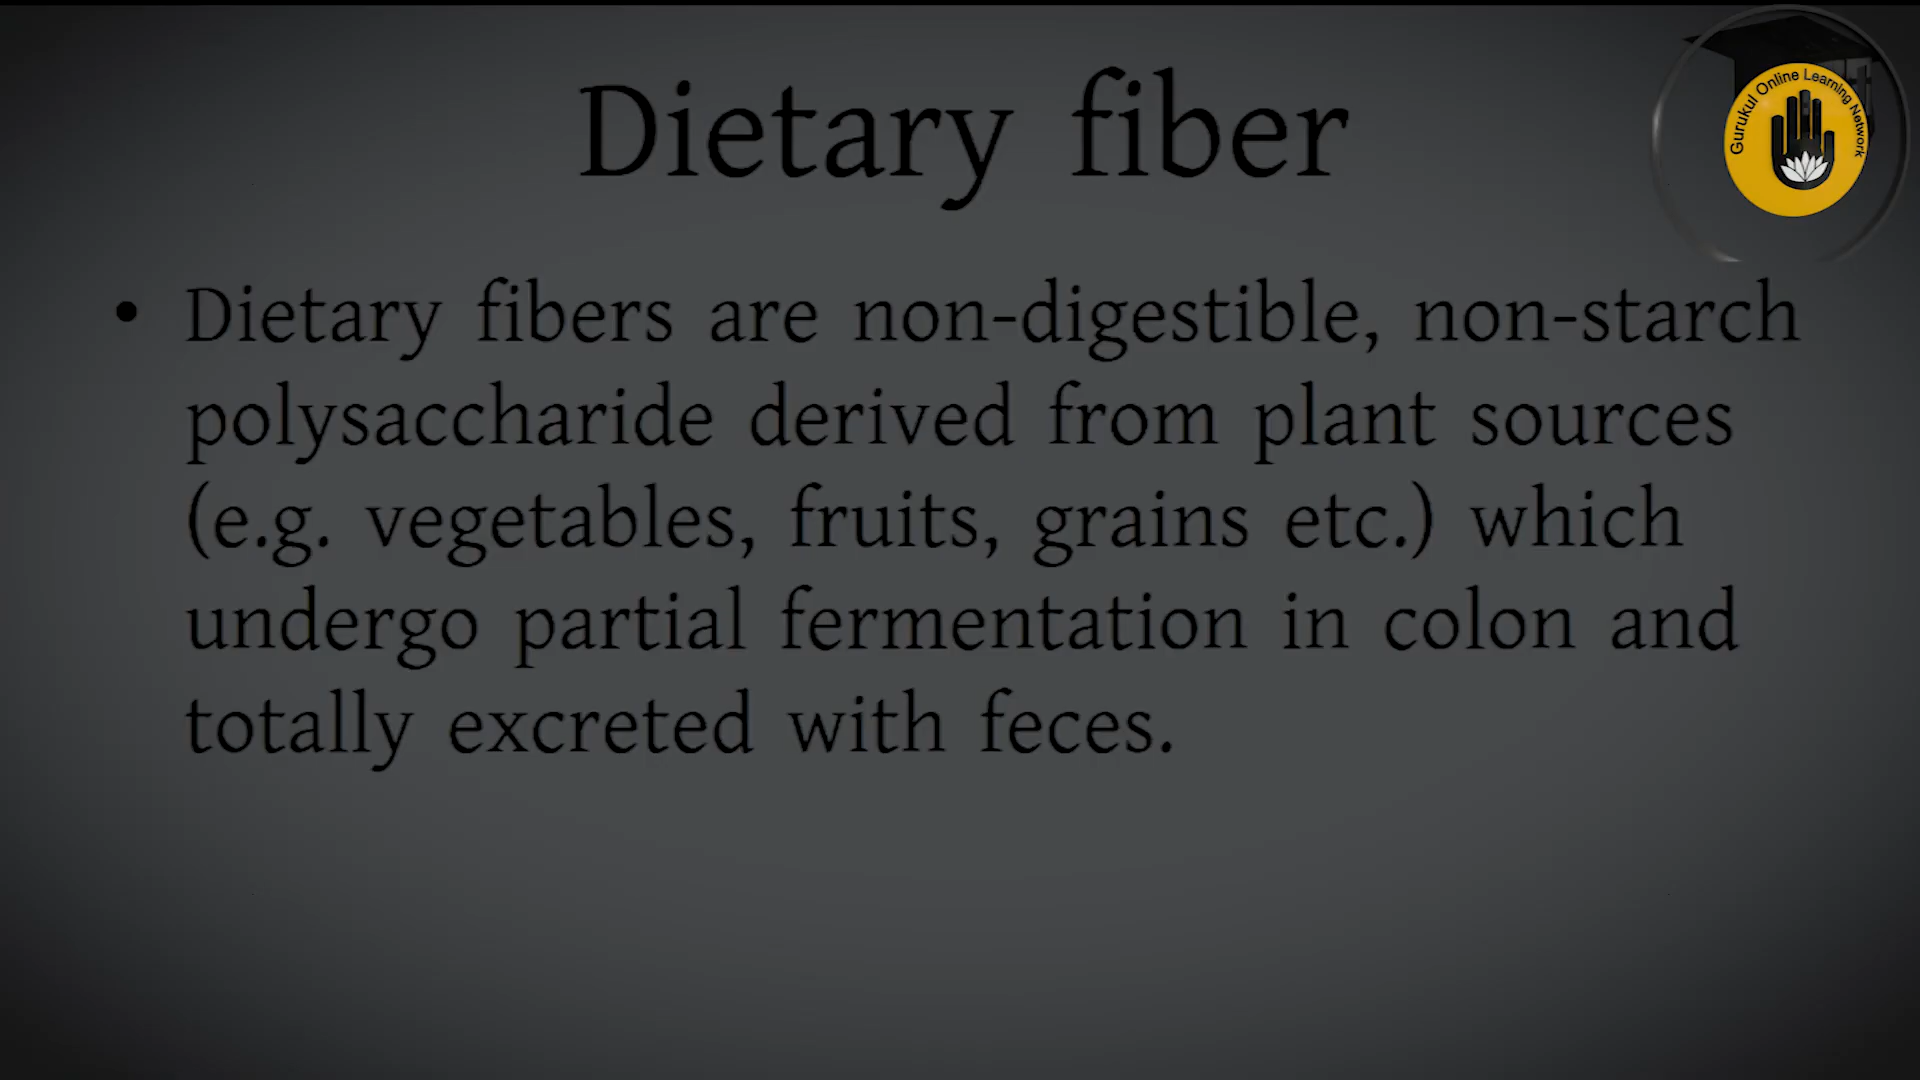 Dietary fiber
Gurukul Online Learning Network
• Dietary fibers are non-digestible, non-starch
polysaccharide derived from plant sources
(e.g. vegetables, fruits, grains etc.) which
undergo partial fermentation in colon and
totally excreted with feces.